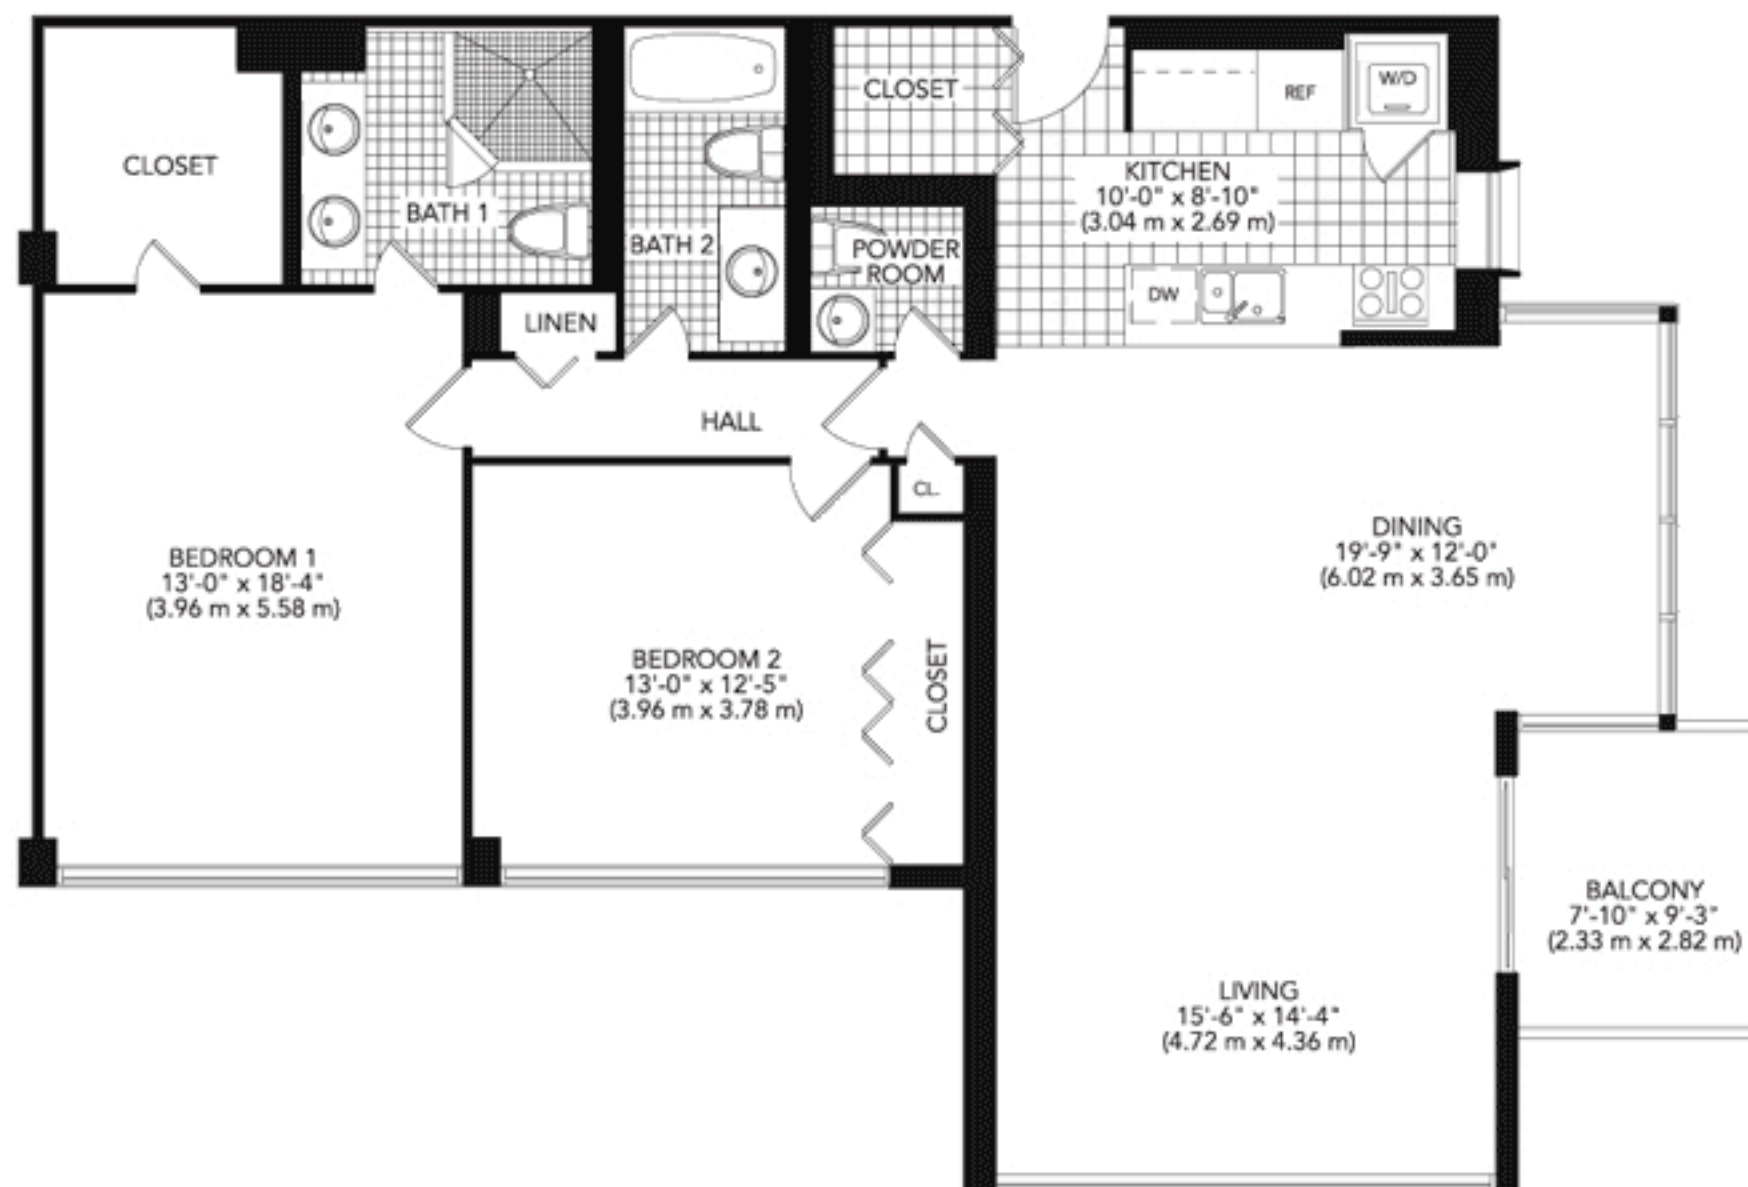 CLOSET
BATH 1
BATH 2
LINEN
CLOSET
POWDER
ROOM
KITCHEN
10'-0" x 8'-10"
(3.04 m x 2.69 m)
REF
W/D
DW
HALL
CL.
BEDROOM 1
13'-0" x 18'-4"
(3.96 m x 5.58 m)
BEDROOM 2
13'-0" x 12'-5"
(3.96 m x 3.78 m)
CLOSET
DINING
19'-9" x 12'-0"
(6.02 m x 3.65 m)
LIVING
15'-6" x 14'-4"
(4.72 m x 4.36 m)
BALCONY
7'-10" x 9'-3"
(2.33 m x 2.82 m)